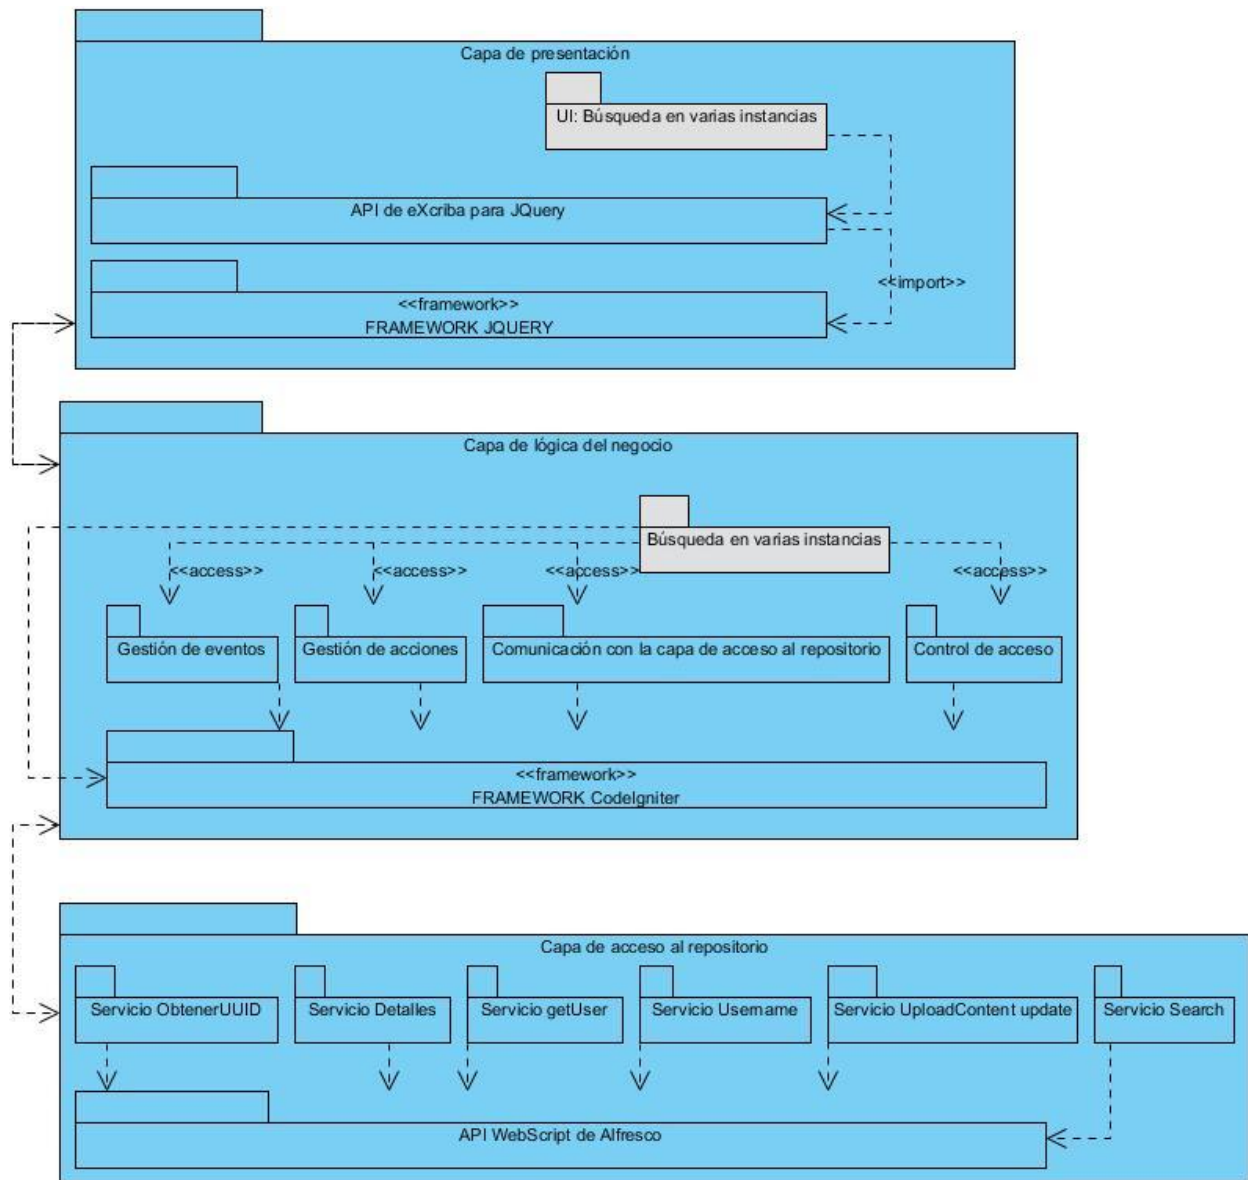 Capa de presentación
UI: Búsqueda en varias instancias
API de eXcriba para JQuery
<<import>>
<<framework>>
FRAMEWORK JQUERY
Capa de lógica del negocio
Búsqueda en varias instancias
<<access>> <<access>> <<access>> <<access>>
Gestión de eventos Gestión de acciones Comunicación con la capa de acceso al repositorio Control de acceso
<<framework>>
FRAMEWORK CodeIgniter
Capa de acceso al repositorio
Servicio ObtenerUUID Servicio Detalles Servicio getUser Servicio Username Servicio UploadContent update Servicio Search
API WebScript de Alfresco